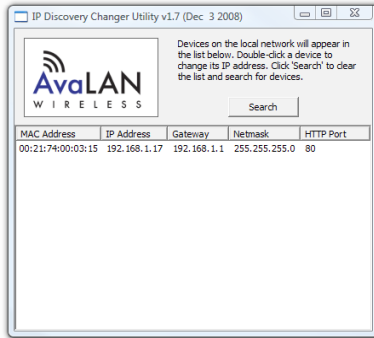 IP Discovery Changer Utility v1.7 (Dec 3 2008)
AvaLAN
WIRELESS
Devices on the local network will appear in
the list below. Double-click a device to
change its IP address. Click 'Search' to clear
the list and search for devices.
Search
MAC Address IP Address Gateway Netmask HTTP Port
00:21:74:00:03:15 192.168.1.17 192.168.1.1 255.255.255.0 80